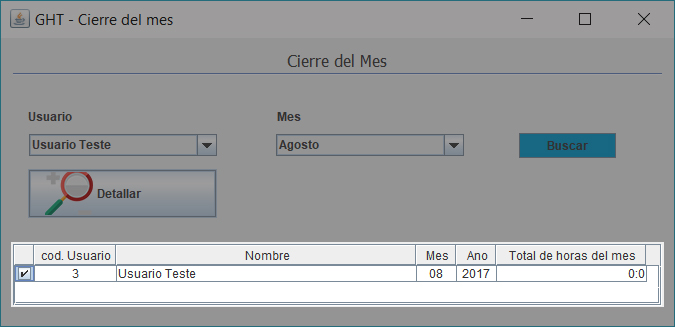 GHT - Cierre del mes
Cierre del Mes
Usuario Mes
Usuario Teste Agosto Buscar
Detallar
cod. Usuario Nombre Mes Ano Total de horas del mes
3 Usuario Teste 08 2017 0:0